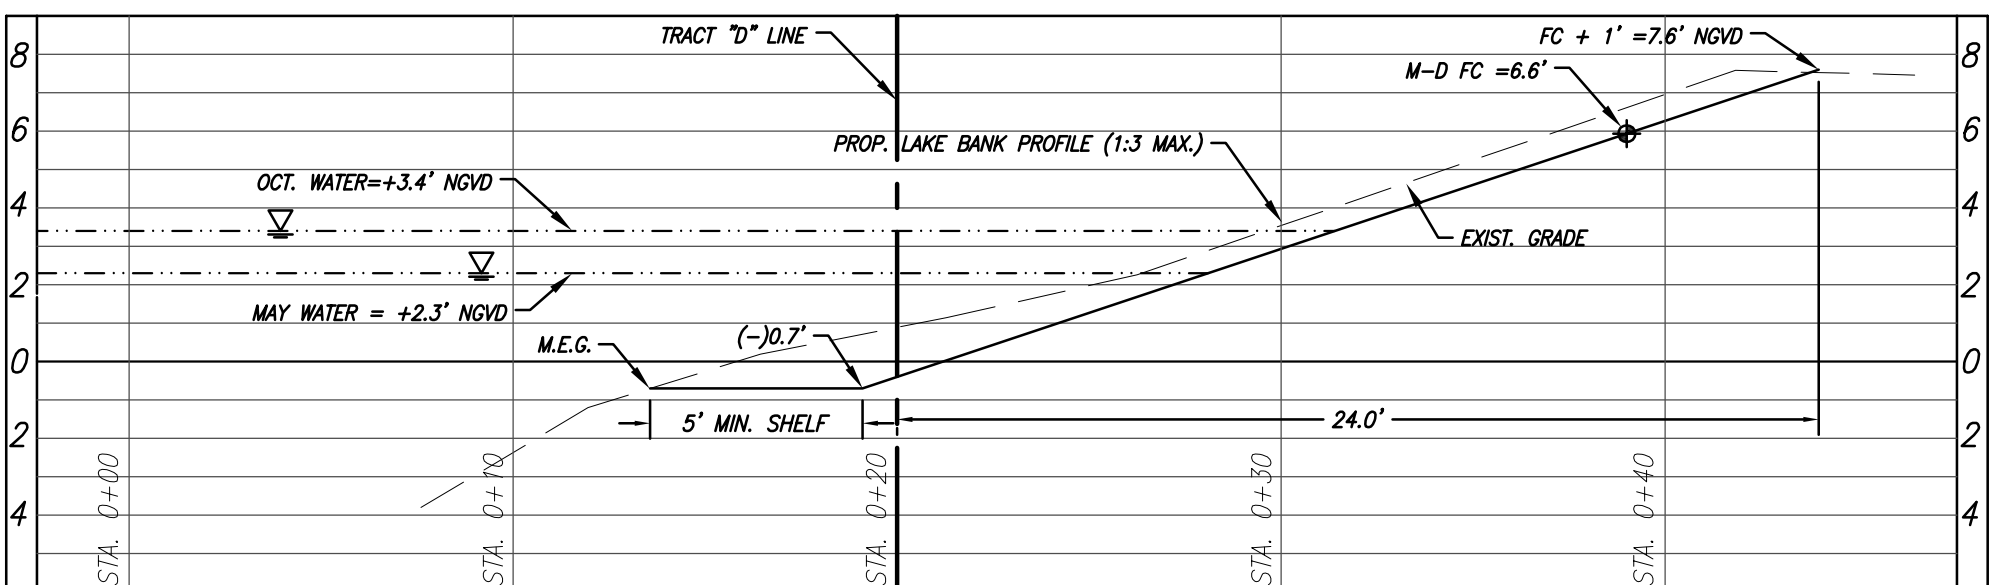 TRACT "D" LINE
FC + 1' =7.6' NGVD
8
8
M-D FC =6.6'
6
6
PROP. LAKE BANK PROFILE (1:3 MAX.)
OCT. WATER=+3.4' NGVD
4
4
EXIST. GRADE
2
2
MAY WATER = +2.3' NGVD
(-)0.7'
M.E.G.
0
0
5' MIN. SHELF
24.0'
2
2
4
4
STA. 0+00
STA. 0+10
STA. 0+20
STA. 0+30
STA. 0+40